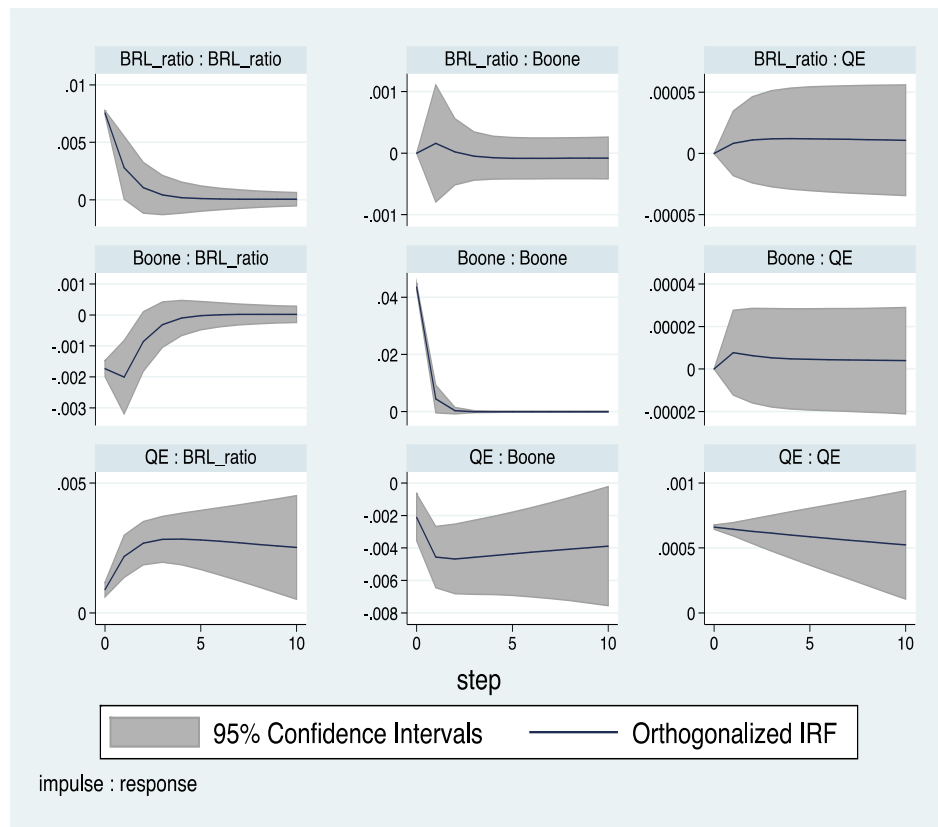 BRL_ratio : BRL_ratio
.01
.005
0
BRL_ratio : Boone
.001
0
-.001
BRL_ratio : QE
.00005
0
-.00005
Boone : BRL_ratio
.001
0
-.001
-.002
-.003
Boone : Boone
.04
.02
0
Boone : QE
.00004
.00002
0
-.00002
QE : BRL_ratio
.005
0
0 5 10
QE : Boone
0
-.002
-.004
-.006
-.008
0 5 10
QE : QE
.001
.0005
0
0 5 10
step
95% Confidence Intervals
Orthogonalized IRF
impulse : response